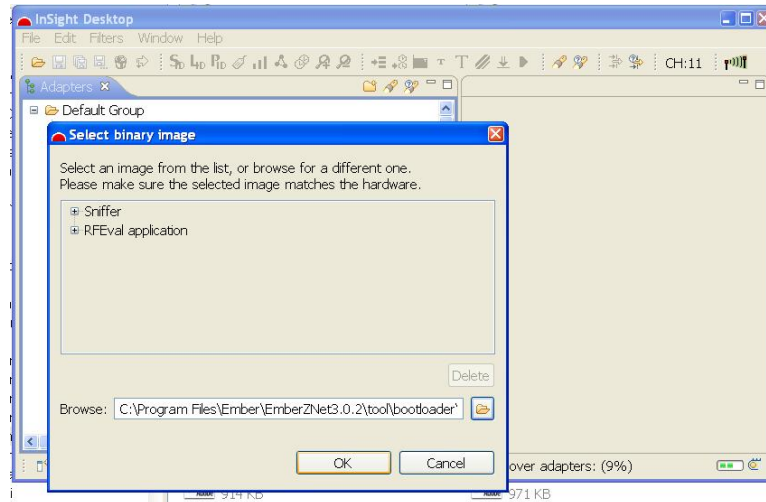 InSight Desktop
File Edit Filters Window Help
CH:11
Adapters
Default Group
Select binary image
Select an image from the list, or browse for a different one.
Please make sure the selected image matches the hardware.
Sniffer
RFEval application
Delete
Browse: C:\Program Files\Ember\EmberZNet3.0.2\tool\bootloader
OK Cancel
over adapters: (9%)
914 KB 971 KB